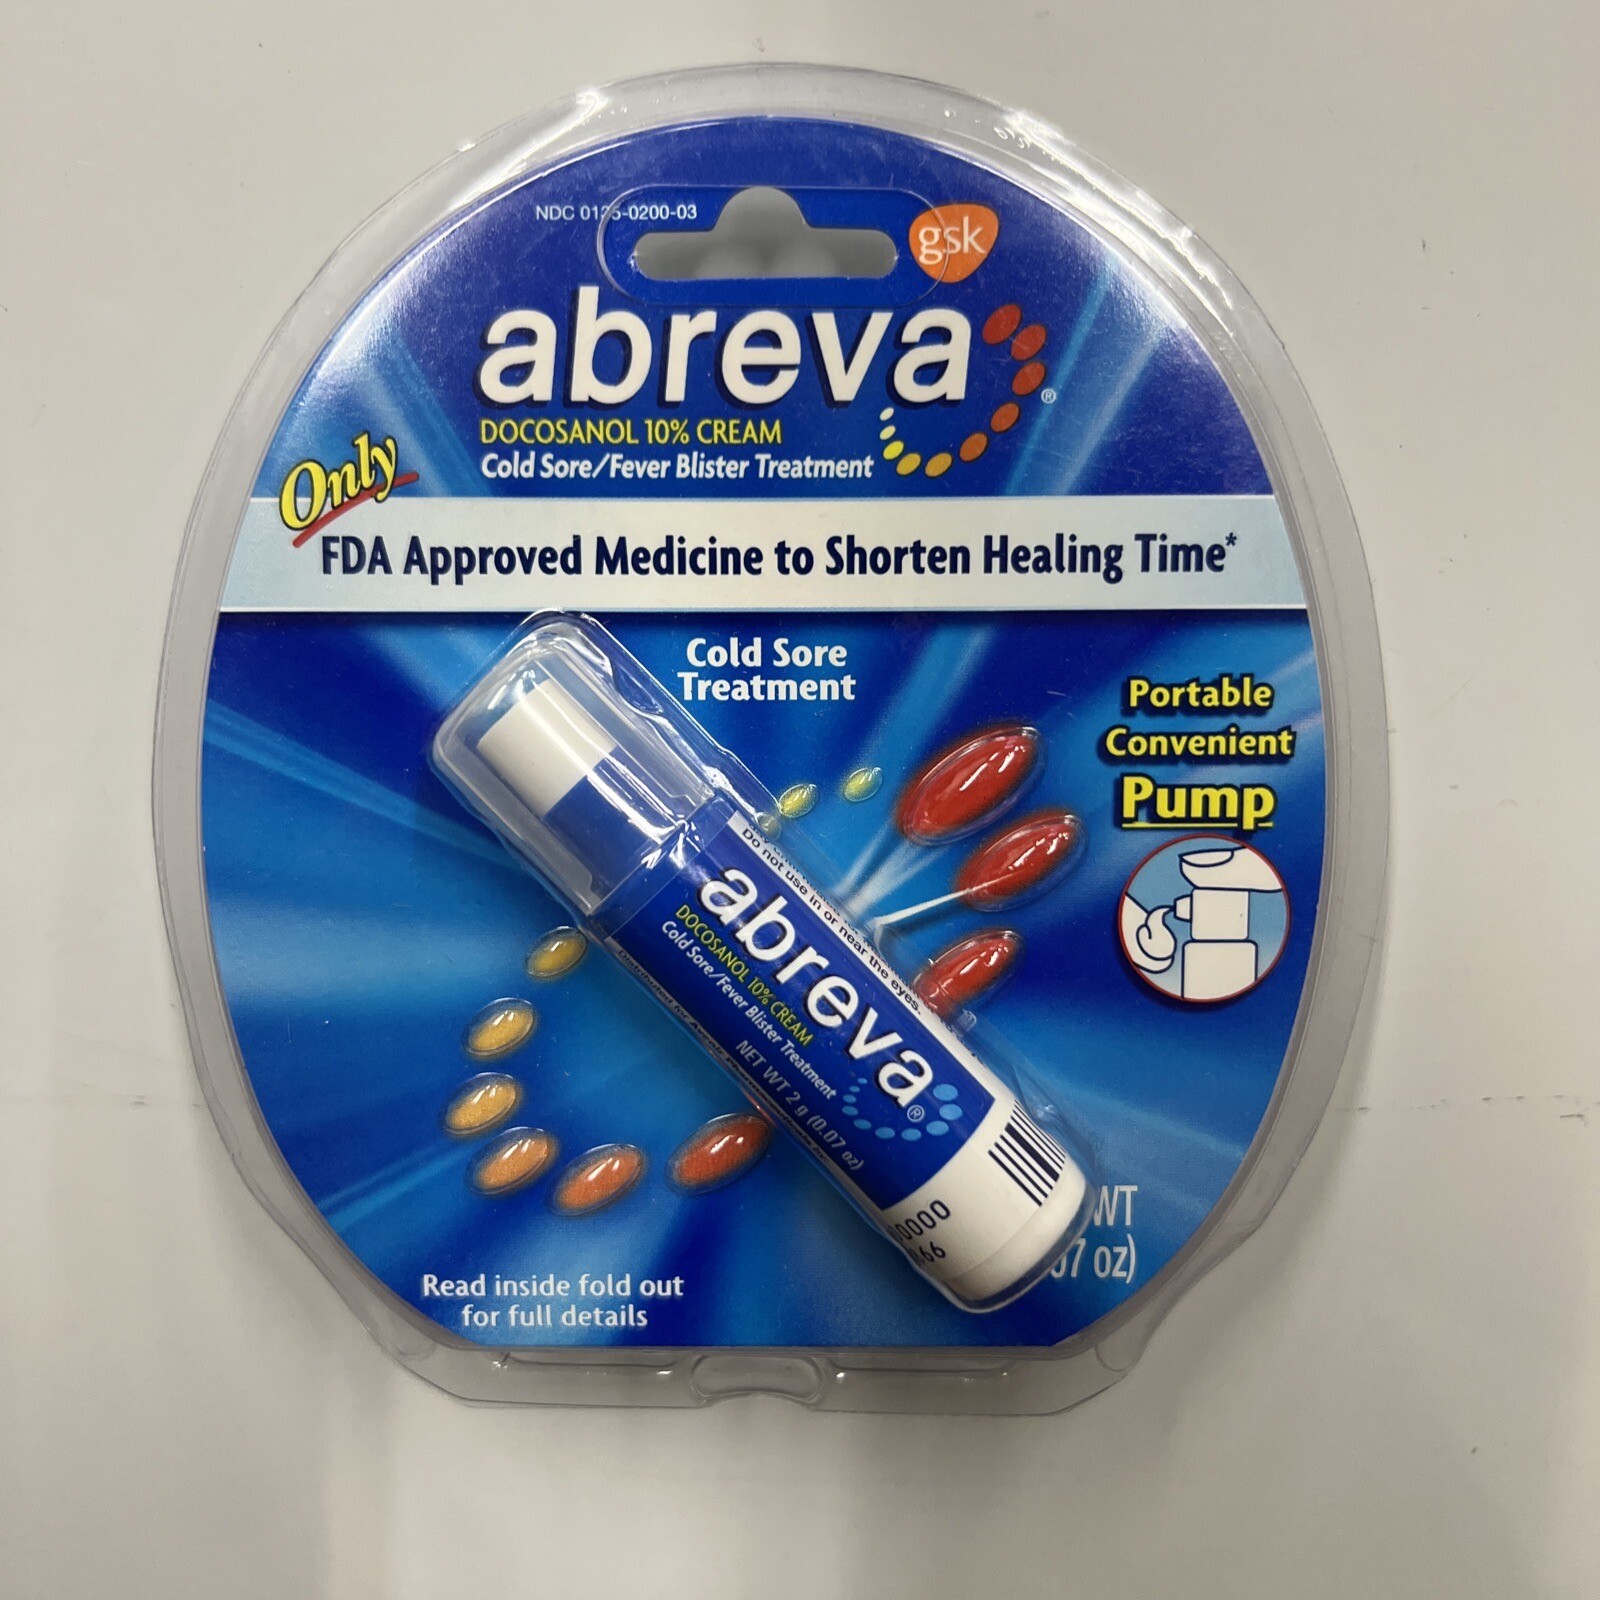 NDC 0135-0200-03
gsk
abreva®
DOCOSANOL 10% CREAM
Cold Sore/Fever Blister Treatment
Only
FDA Approved Medicine to Shorten Healing Time*
Cold Sore
Treatment
Portable
Convenient
Pump
Do not use in or near the eyes.
abreva®
DOCOSANOL 10% CREAM
Cold Sore/Fever Blister Treatment
NET WT 2 g (0.07 oz)
Distributed
WT
oz)
Read inside fold out
for full details